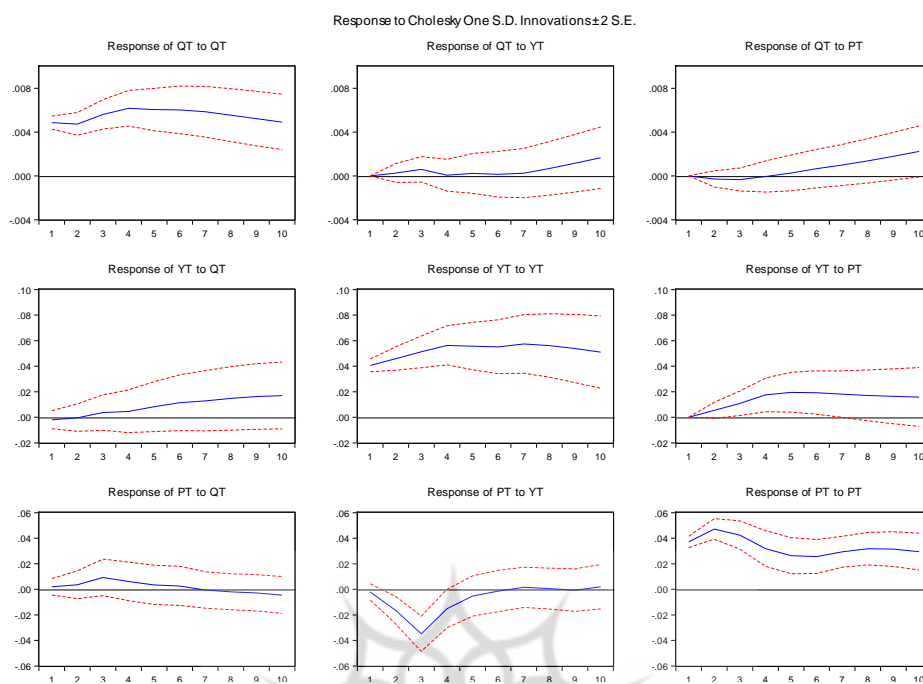 Response to Cholesky One S.D. Innovations ± 2 S.E.
Response of QT to QT
Response of QT to YT
Response of QT to PT
.008
.004
.000
-.004
1 2 3 4 5 6 7 8 9 10
.008
.004
.000
-.004
1 2 3 4 5 6 7 8 9 10
.008
.004
.000
-.004
1 2 3 4 5 6 7 8 9 10
Response of YT to QT
Response of YT to YT
Response of YT to PT
.10
.08
.06
.04
.02
.00
-.02
1 2 3 4 5 6 7 8 9 10
.10
.08
.06
.04
.02
.00
-.02
1 2 3 4 5 6 7 8 9 10
.10
.08
.06
.04
.02
.00
-.02
1 2 3 4 5 6 7 8 9 10
Response of PT to QT
Response of PT to YT
Response of PT to PT
.06
.04
.02
.00
-.02
-.04
-.06
1 2 3 4 5 6 7 8 9 10
.06
.04
.02
.00
-.02
-.04
-.06
1 2 3 4 5 6 7 8 9 10
.06
.04
.02
.00
-.02
-.04
-.06
1 2 3 4 5 6 7 8 9 10